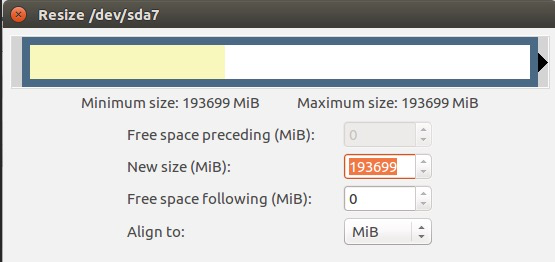 Resize /dev/sda7
Minimum size: 193699 MiB Maximum size: 193699 MiB
Free space preceding (MiB): 0
New size (MiB): 193699
Free space following (MiB): 0
Align to: MiB